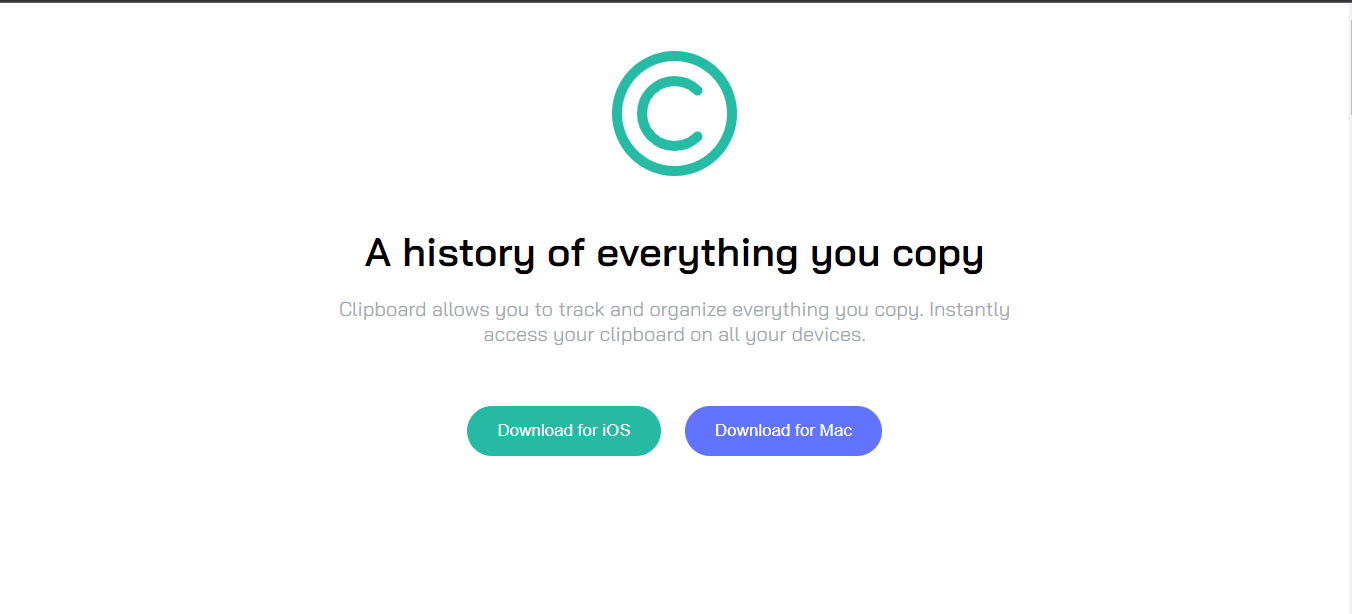 A history of everything you copy
Clipboard allows you to track and organize everything you copy. Instantly
access your clipboard on all your devices.
Download for iOS
Download for Mac